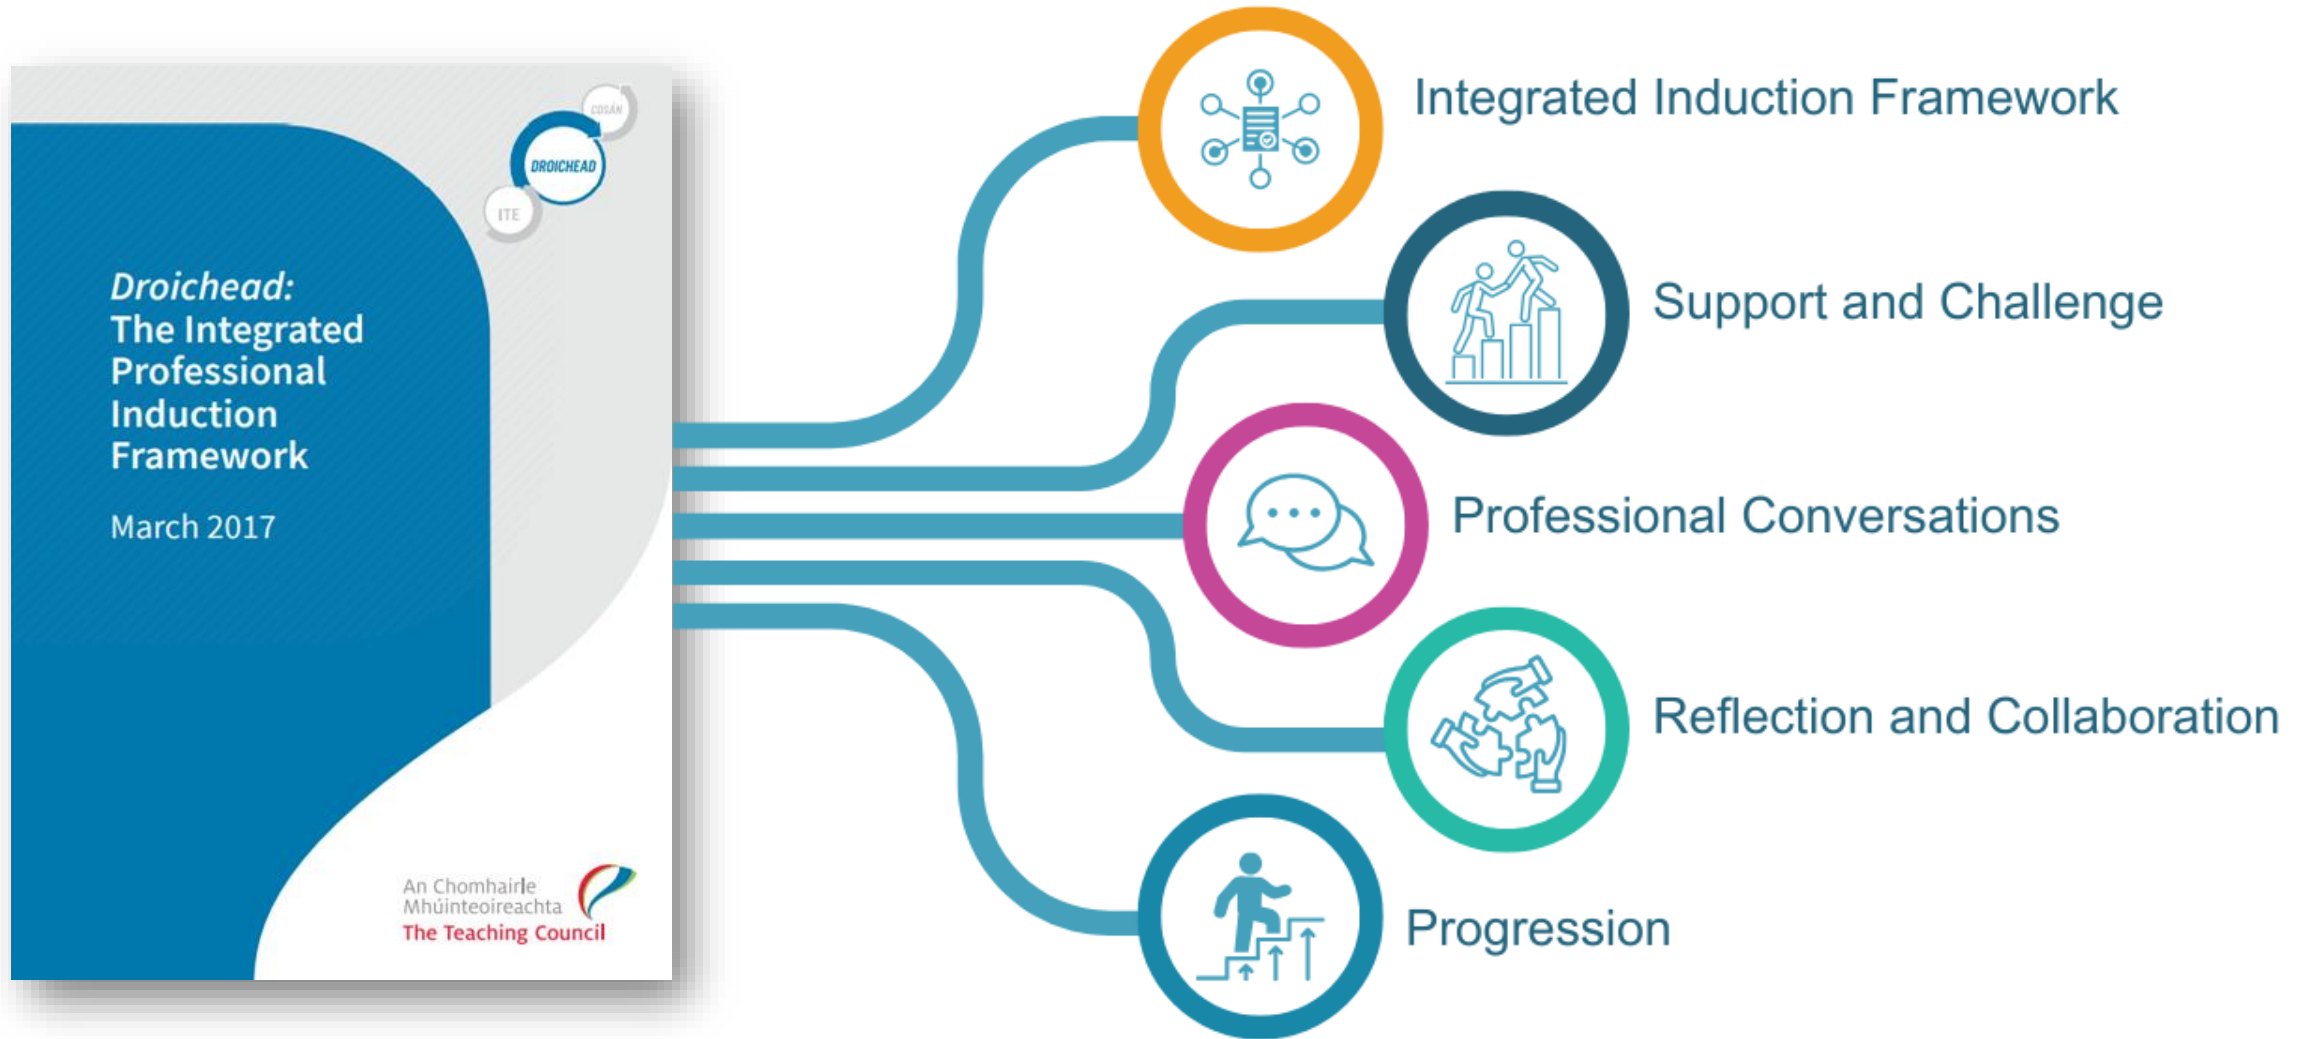 COSÁN
DROICHEAD
ITE
Droichead:
The Integrated
Professional
Induction
Framework
March 2017
An Chomhairle
Mhúinteoireachta
The Teaching Council
Integrated Induction Framework
Support and Challenge
Professional Conversations
Reflection and Collaboration
Progression